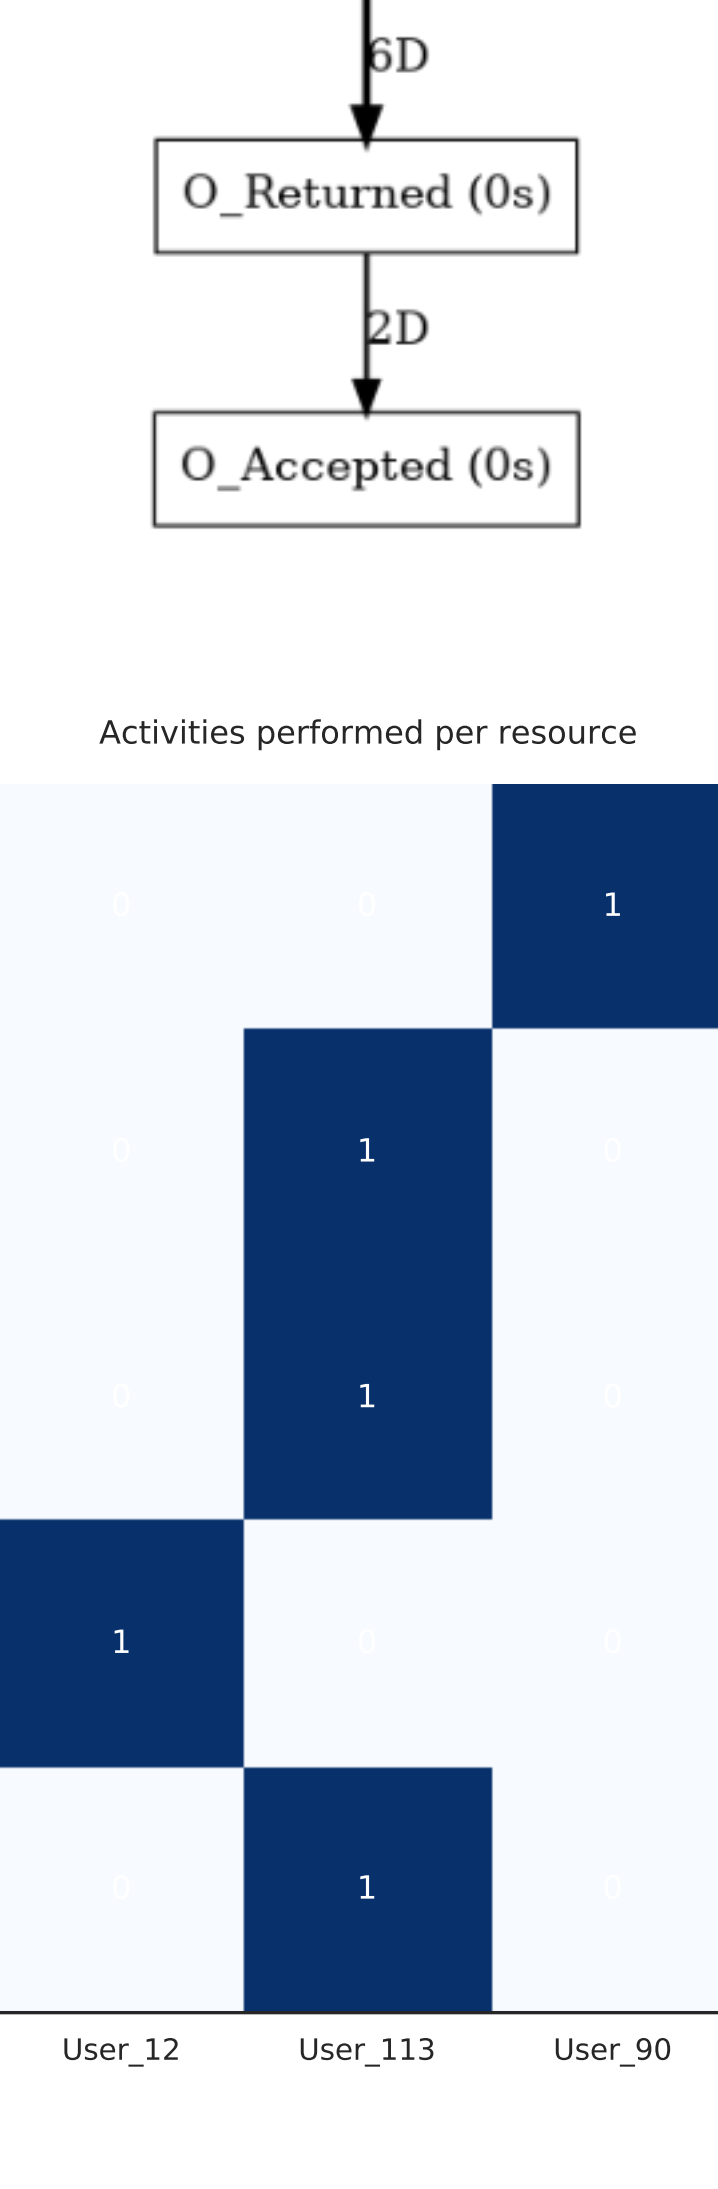 6D
O_Returned (0s)
2D
O_Accepted (0s)
Activities performed per resource
0 0 1
0 1 0
0 1 0
1 0 0
0 1 0
User_12 User_113 User_90